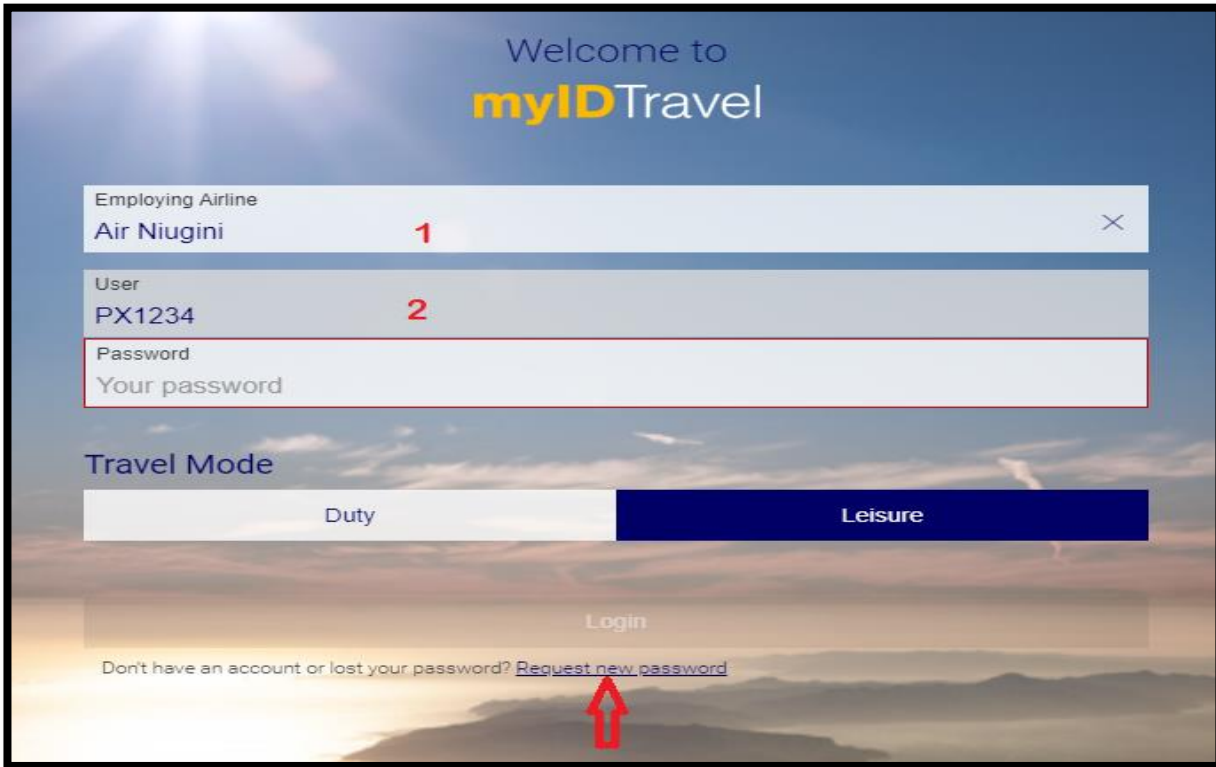 Welcome to
myIDTravel
Employing Airline
Air Niugini 1
User
PX1234 2
Password
Your password
Travel Mode
Duty Leisure
Login
Don't have an account or lost your password? Request new password